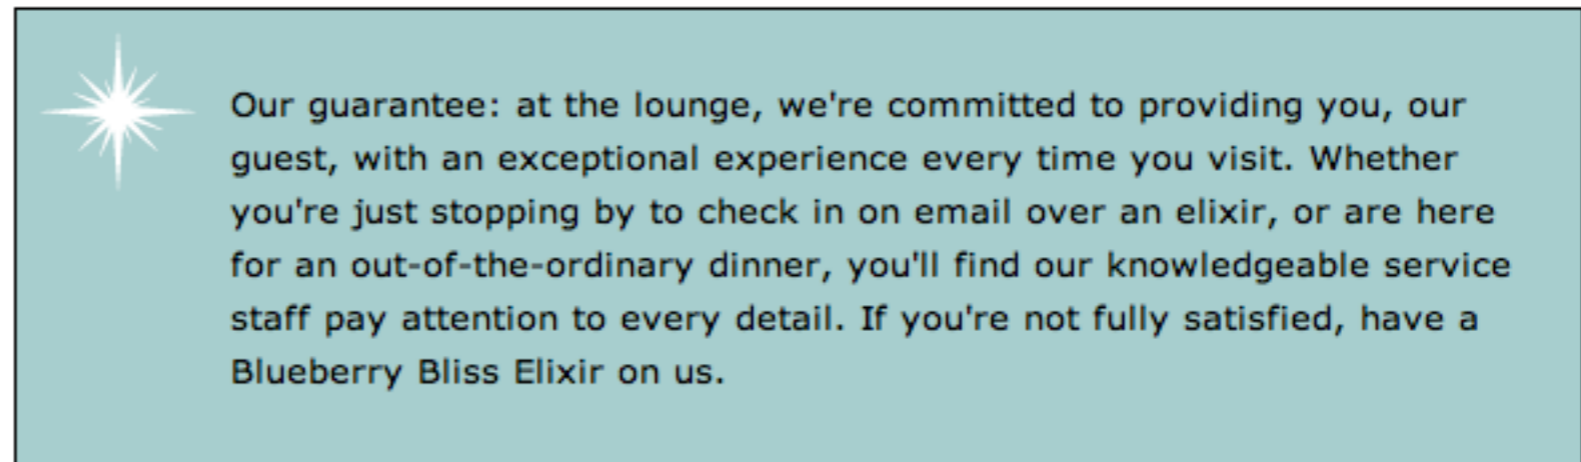 Our guarantee: at the lounge, we're committed to providing you, our
guest, with an exceptional experience every time you visit. Whether
you're just stopping by to check in on email over an elixir, or are here
for an out-of-the-ordinary dinner, you'll find our knowledgeable service
staff pay attention to every detail. If you're not fully satisfied, have a
Blueberry Bliss Elixir on us.